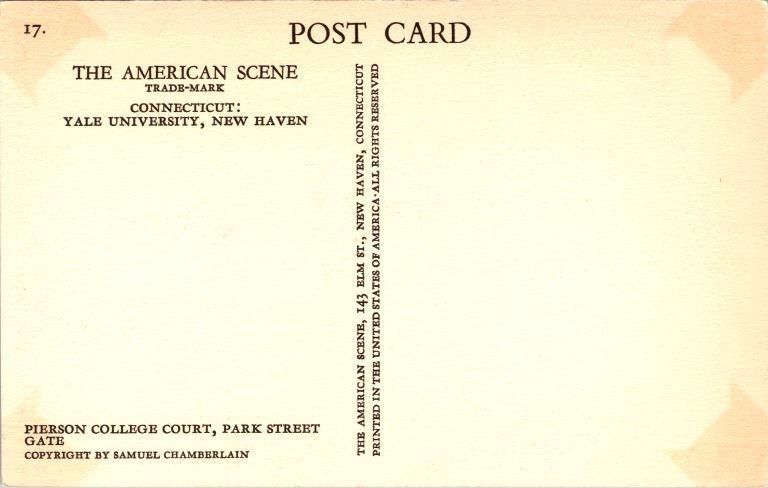 17.
POST CARD
THE AMERICAN SCENE
TRADE-MARK
CONNECTICUT:
YALE UNIVERSITY, NEW HAVEN
THE AMERICAN SCENE, 143 ELM ST., NEW HAVEN, CONNECTICUT
PRINTED IN THE UNITED STATES OF AMERICA·ALL RIGHTS RESERVED
PIERSON COLLEGE COURT, PARK STREET
GATE
COPYRIGHT BY SAMUEL CHAMBERLAIN